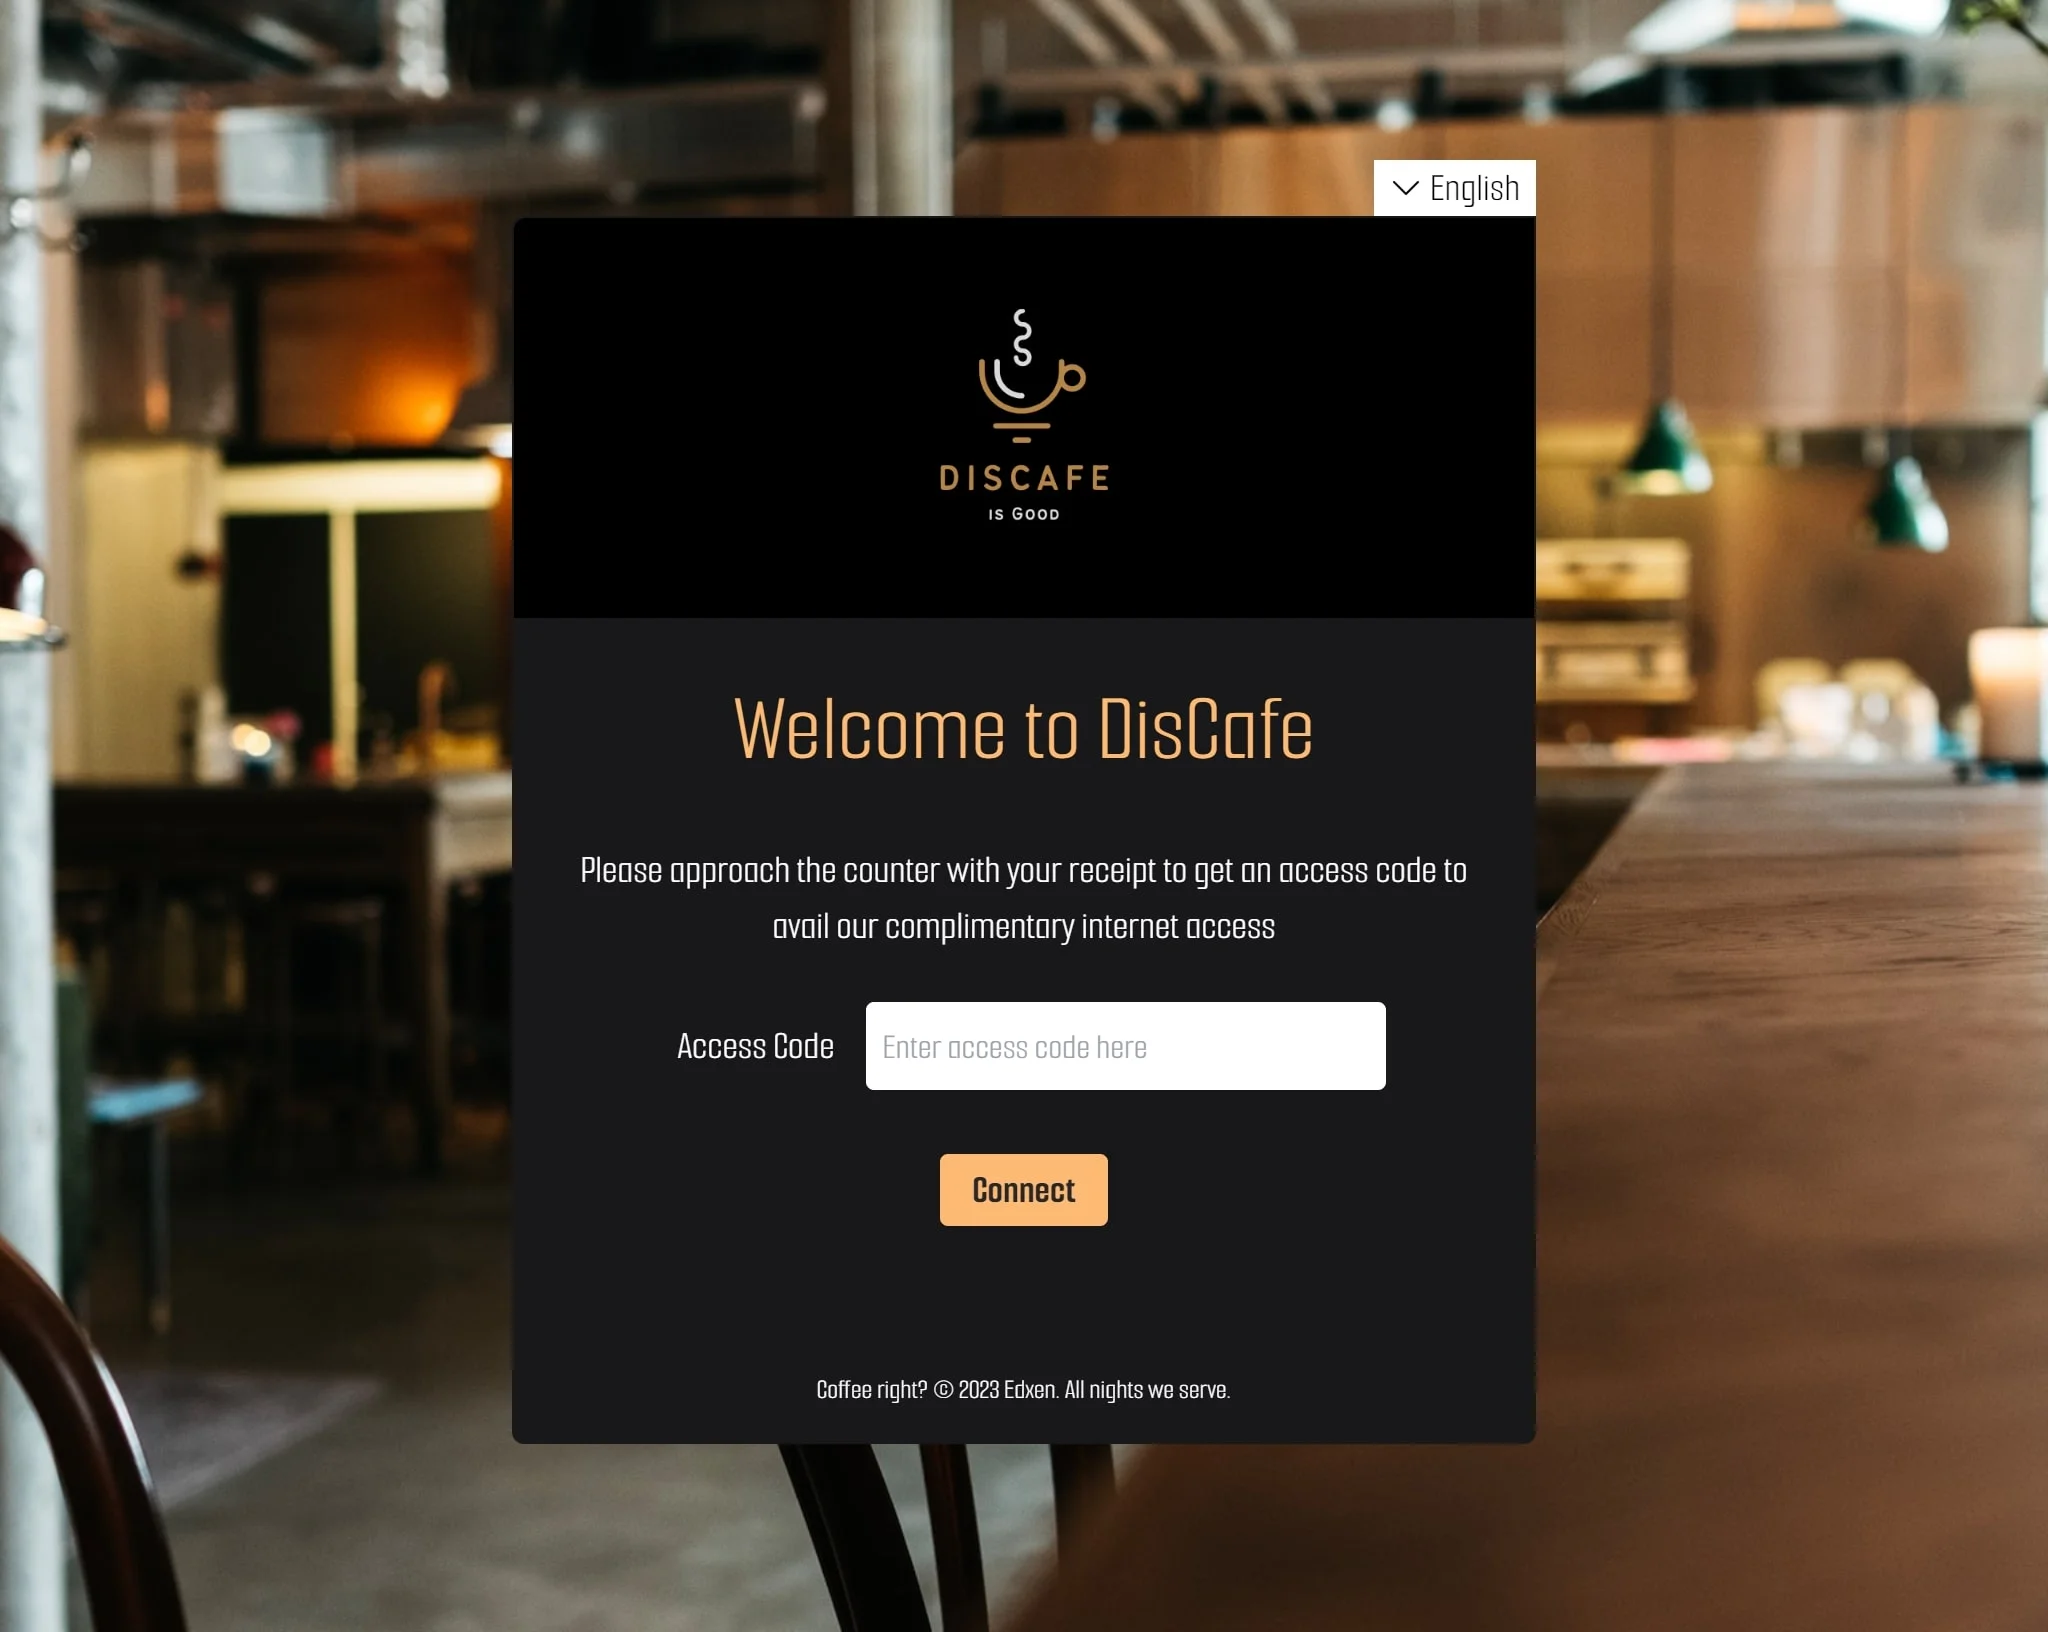 English
DISCAFE
IS GOOD
Welcome to DisCafe
Please approach the counter with your receipt to get an access code to
avail our complimentary internet access
Access Code
Enter access code here
Connect
Coffee right? © 2023 Edxen. All nights we serve.